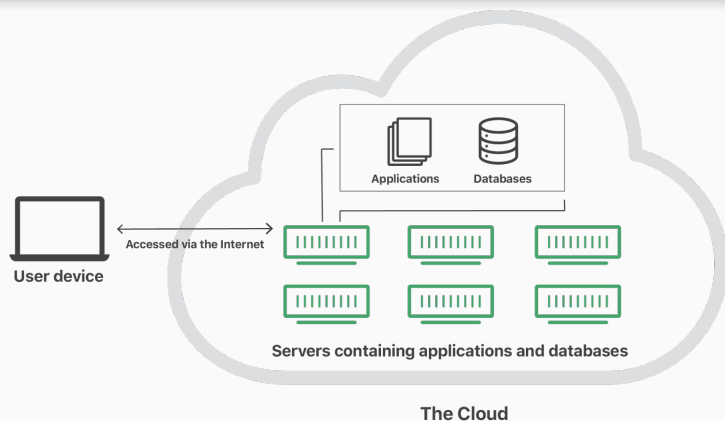 Applications
Databases
Accessed via the Internet
User device
Servers containing applications and databases
The Cloud